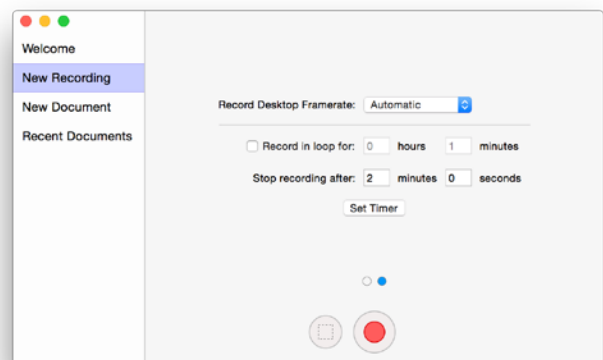 Welcome
New Recording
New Document
Recent Documents
Record Desktop Framerate: Automatic
Record in loop for: 0 hours 1 minutes
Stop recording after: 2 minutes 0 seconds
Set Timer